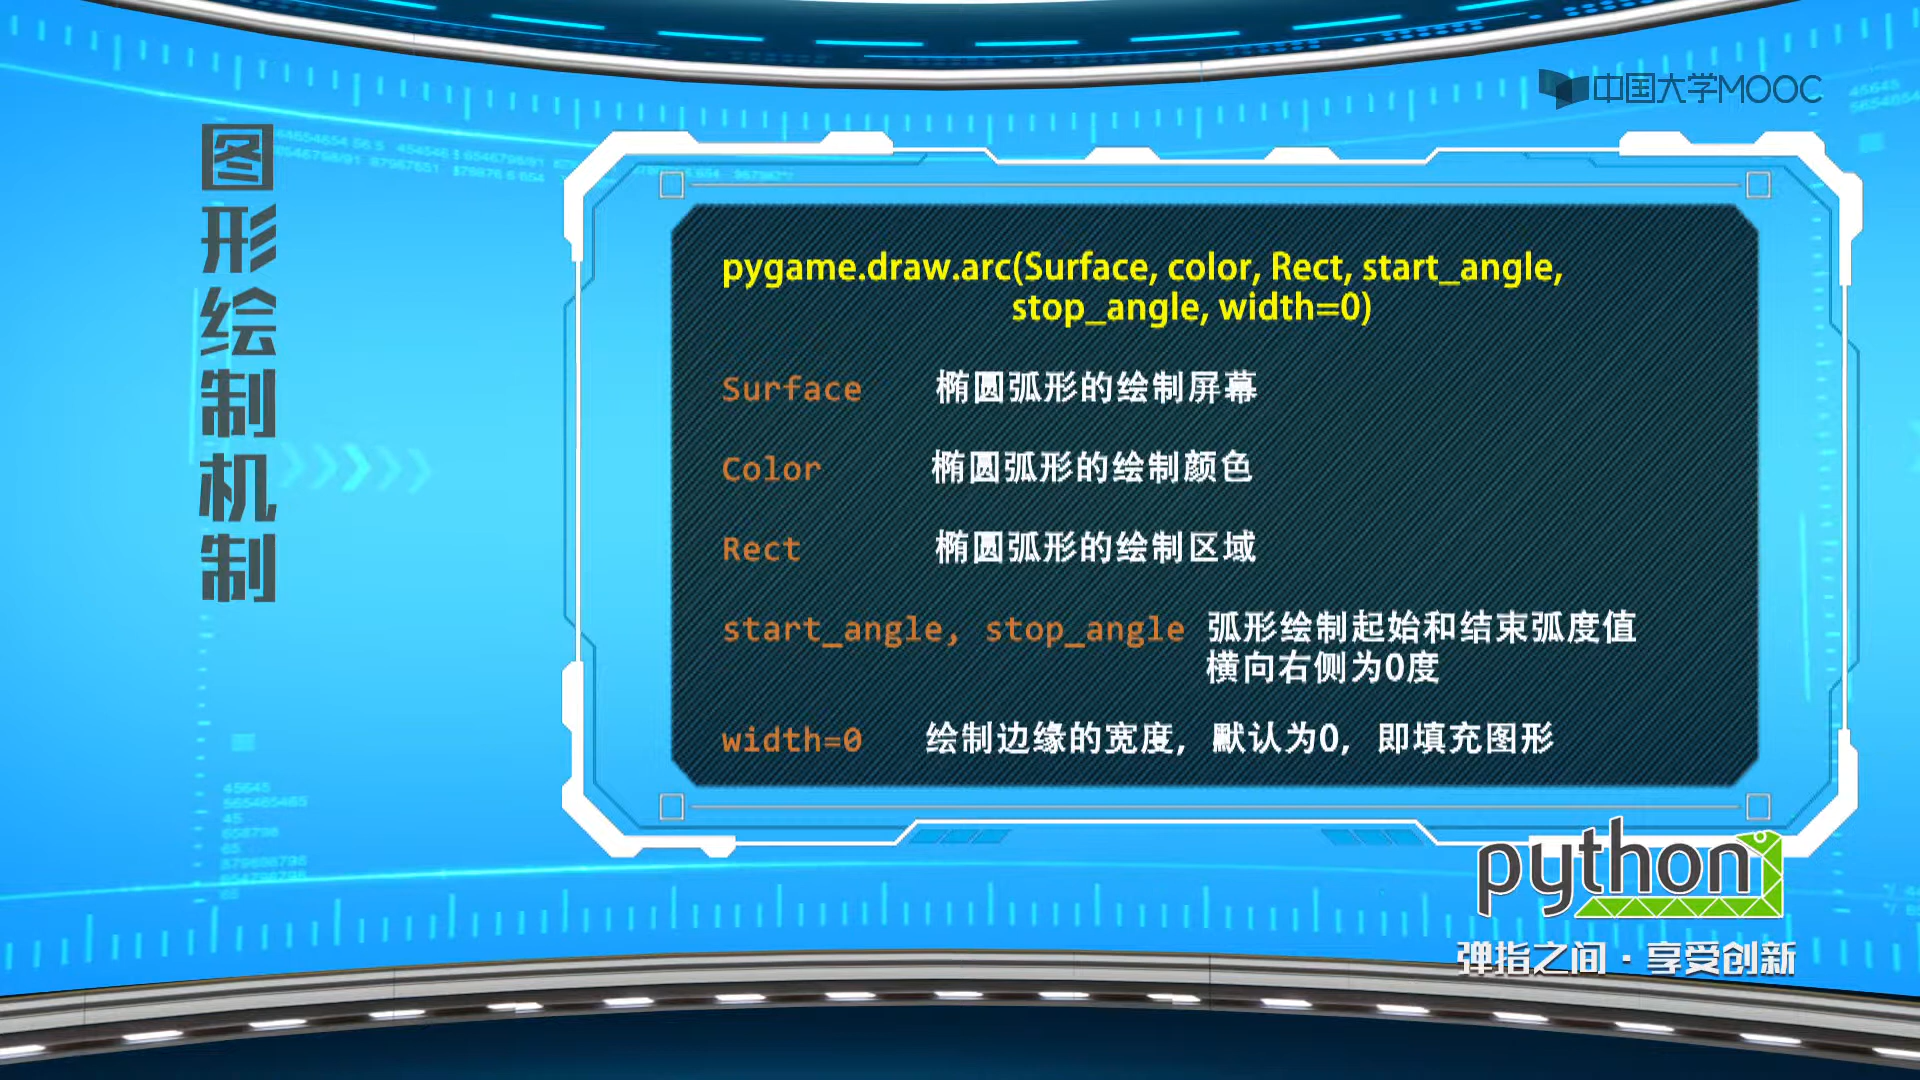 中国大学MOOC
图形绘制机制
pygame.draw.arc(Surface, color, Rect, start_angle,
stop_angle, width=0)
Surface 椭圆弧形的绘制屏幕
Color 椭圆弧形的绘制颜色
Rect 椭圆弧形的绘制区域
start_angle, stop_angle 弧形绘制起始和结束弧度值
横向右侧为0度
width=0 绘制边缘的宽度，默认为0，即填充图形
python
弹指之间·享受创新